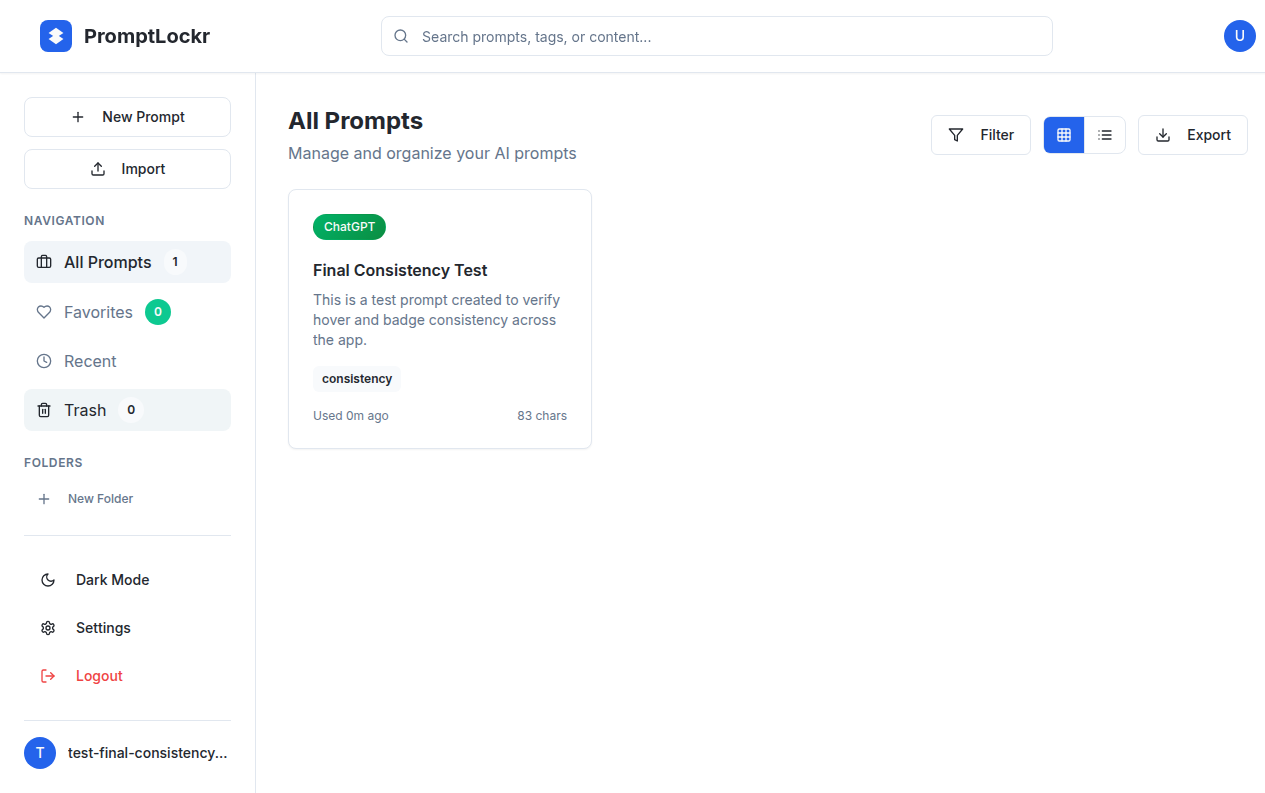 PromptLockr
Search prompts, tags, or content...
U
New Prompt
Import
NAVIGATION
All Prompts 1
Favorites 0
Recent
Trash 0
FOLDERS
New Folder
Dark Mode
Settings
Logout
T test-final-consistency...
All Prompts
Manage and organize your AI prompts
Filter
Export
ChatGPT
Final Consistency Test
This is a test prompt created to verify
hover and badge consistency across
the app.
consistency
Used 0m ago 83 chars